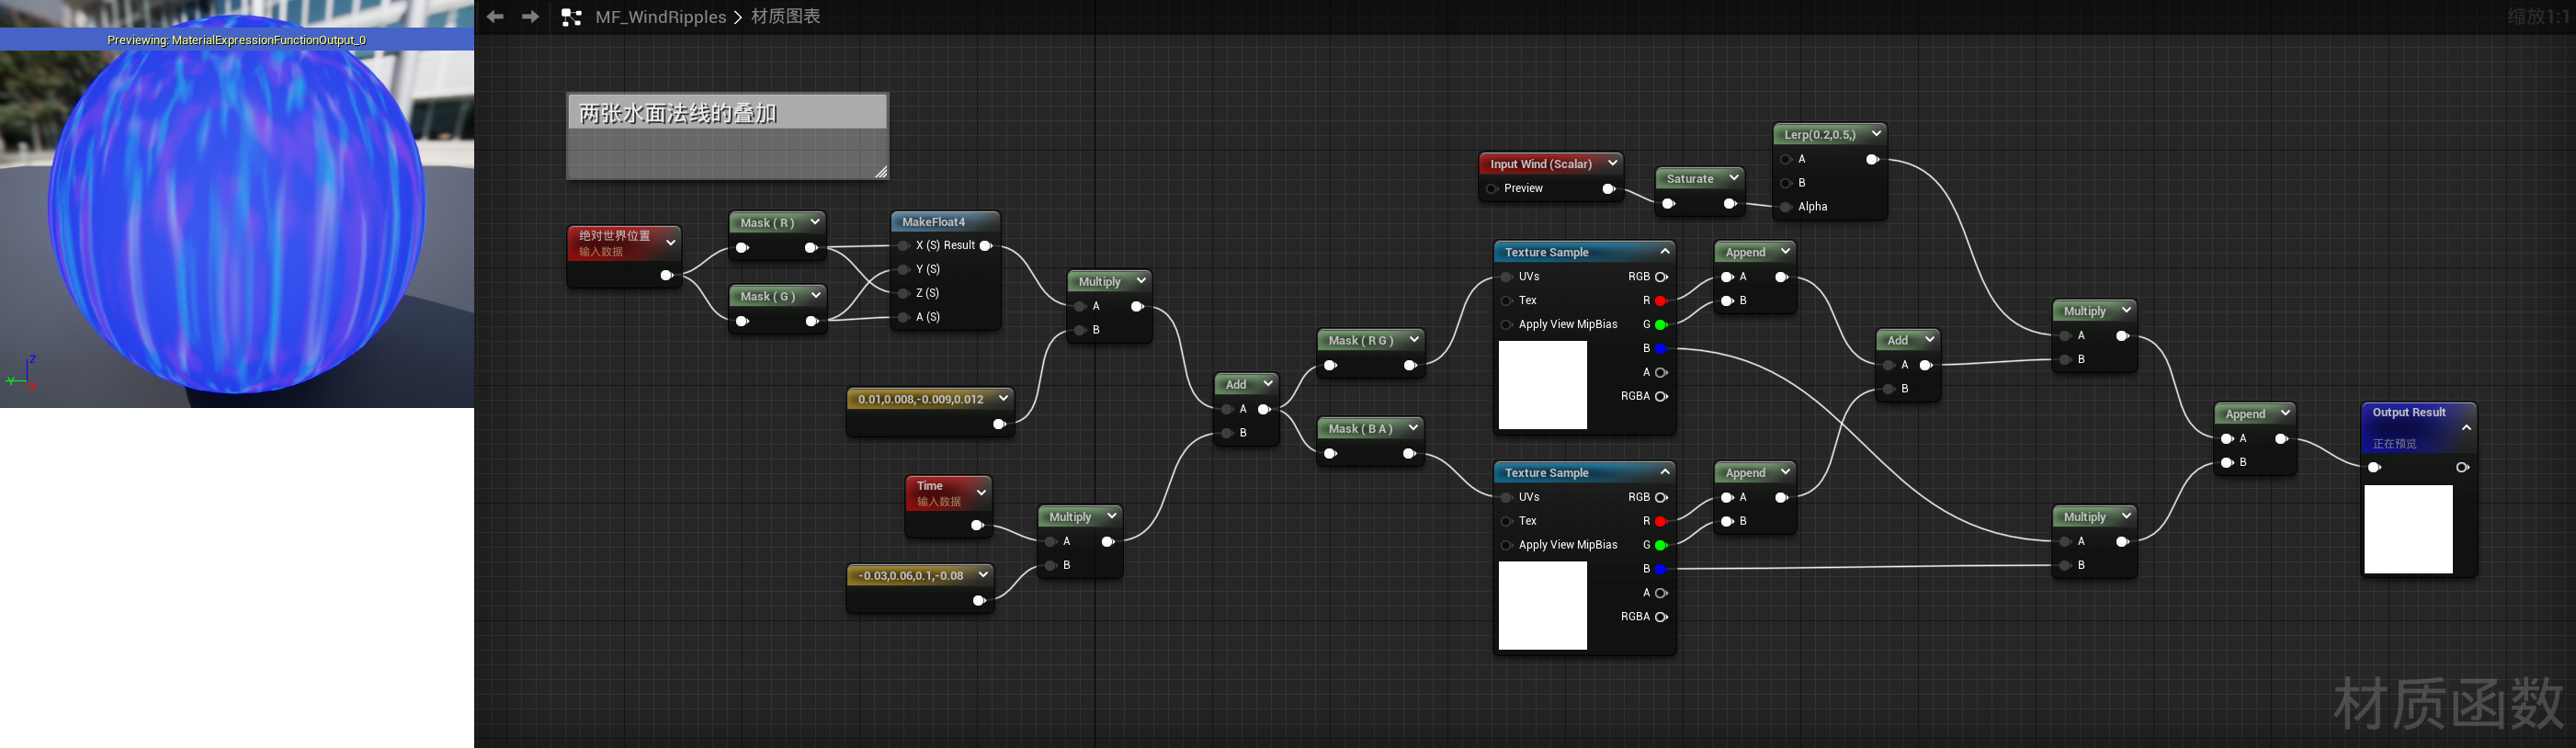 Previewing: MaterialExpressionFunctionOutput_0
Z
Y
X
MF_WindRipples > 材质图表
缩放1:1
两张水面法线的叠加
绝对世界位置
输入数据
Mask ( R )
Mask ( G )
MakeFloat4
X (S) Result
Y (S)
Z (S)
A (S)
Multiply
A
B
0.01,0.008,-0.009,0.012
Time
输入数据
-0.03,0.06,0.1,-0.08
Multiply
A
B
Add
A
B
Mask ( R G )
Mask ( B A )
Input Wind (Scalar)
Preview
Saturate
Lerp(0.2,0.5,)
A
B
Alpha
Texture Sample
UVs RGB
Tex R
Apply View MipBias G
B
A
RGBA
Append
A
B
Texture Sample
UVs RGB
Tex R
Apply View MipBias G
B
A
RGBA
Append
A
B
Add
A
B
Multiply
A
B
Multiply
A
B
Append
A
B
Output Result
正在预览
材质函数